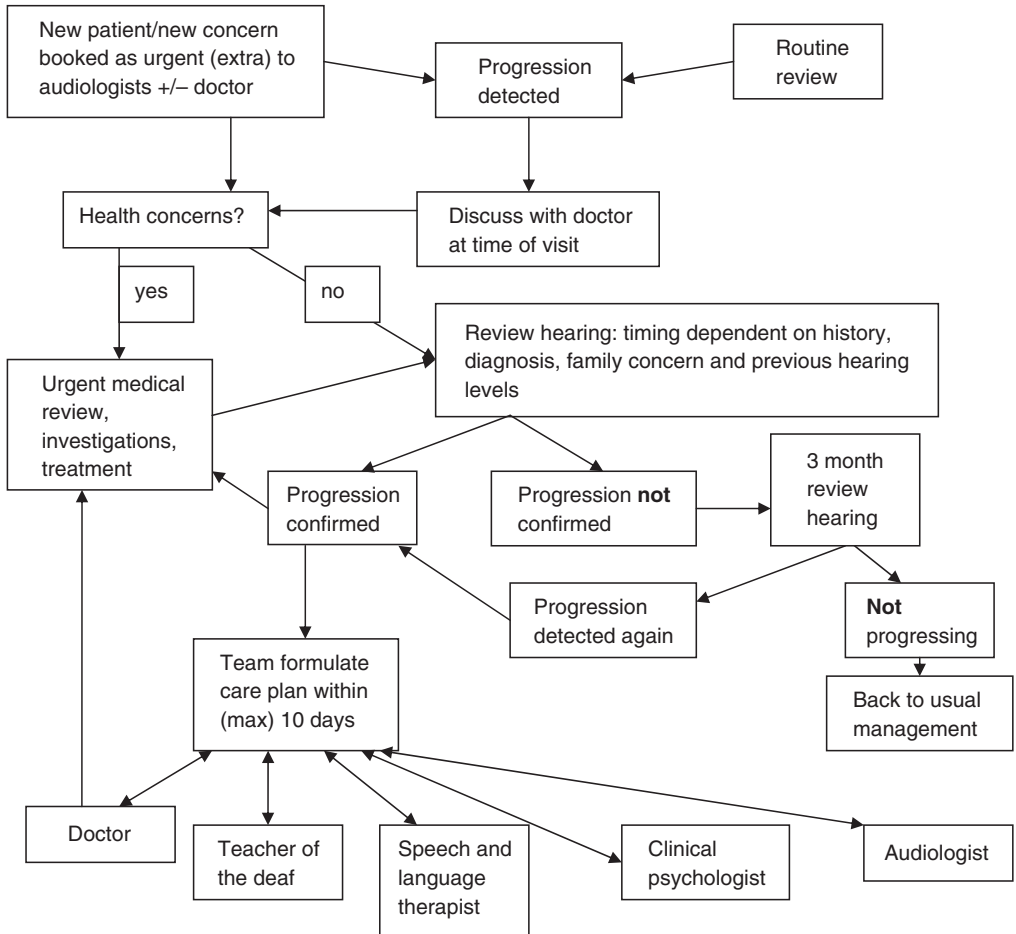 New patient/new concern
booked as urgent (extra) to
audiologists +/– doctor
Progression
detected
Routine
review
Health concerns?
Discuss with doctor
at time of visit
yes
no
Review hearing: timing dependent on history,
diagnosis, family concern and previous hearing
levels
Urgent medical
review,
investigations,
treatment
Progression
confirmed
Progression not
confirmed
3 month
review
hearing
Progression
detected again
Not
progressing
Team formulate
care plan within
(max) 10 days
Back to usual
management
Doctor
Teacher of
the deaf
Speech and
language
therapist
Clinical
psychologist
Audiologist